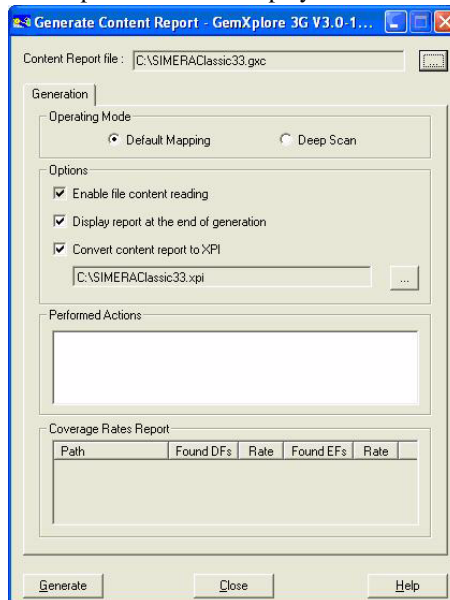 Generate Content Report - GemXplore 3G V3.0-1...
Content Report file : C:\SIMERAClassic33.gxc ...
Generation
Operating Mode
Default Mapping Deep Scan
Options
Enable file content reading
Display report at the end of generation
Convert content report to XPI
C:\SIMERAClassic33.xpi ...
Performed Actions
Coverage Rates Report
Path Found DFs Rate Found EFs Rate
Generate Close Help